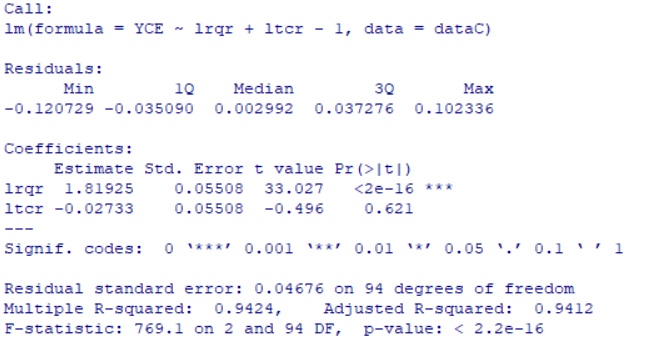 Call:
lm(formula = YCE ~ lrqr + ltcr - 1, data = dataC)
Residuals:
Min 1Q Median 3Q Max
-0.120729 -0.035090 0.002992 0.037276 0.102336
Coefficients:
Estimate Std. Error t value Pr(>|t|)
lrqr 1.81925 0.05508 33.027 <2e-16 ***
ltcr -0.02733 0.05508 -0.496 0.621
---
Signif. codes: 0 ‘***’ 0.001 ‘**’ 0.01 ‘*’ 0.05 ‘.’ 0.1 ‘ ’ 1
Residual standard error: 0.04676 on 94 degrees of freedom
Multiple R-squared: 0.9424, Adjusted R-squared: 0.9412
F-statistic: 769.1 on 2 and 94 DF, p-value: < 2.2e-16